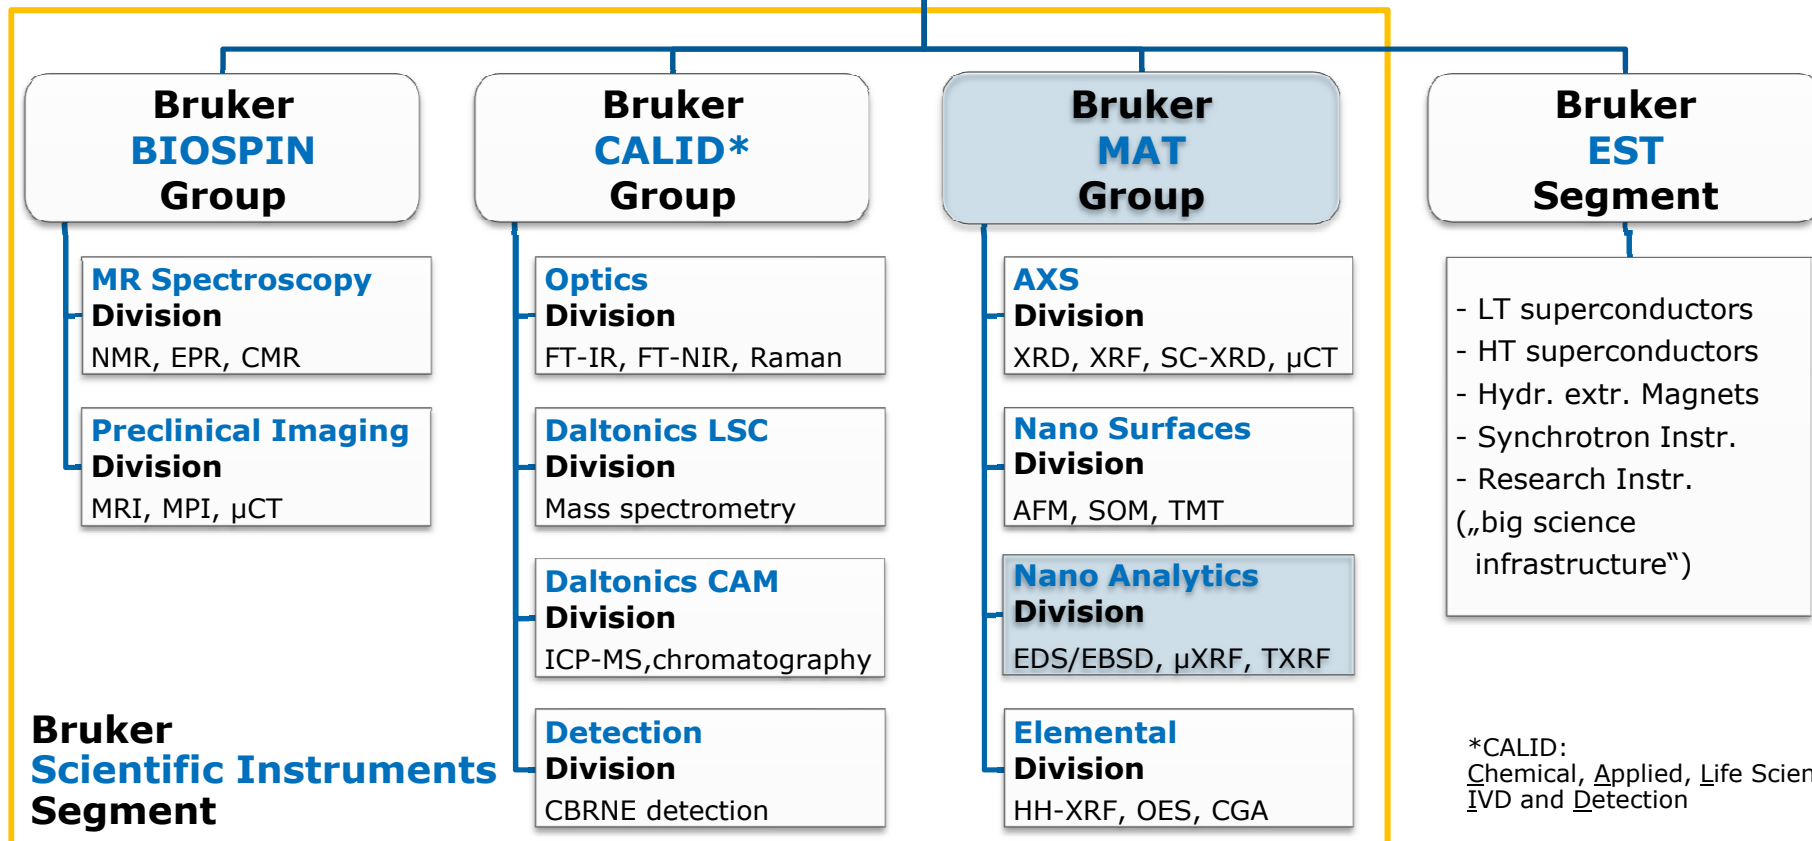 Bruker
BIOSPIN
Group
Bruker
CALID*
Group
Bruker
MAT
Group
Bruker
EST
Segment
MR Spectroscopy
Division
NMR, EPR, CMR
Preclinical Imaging
Division
MRI, MPI, µCT
Optics
Division
FT-IR, FT-NIR, Raman
Daltonics LSC
Division
Mass spectrometry
Daltonics CAM
Division
ICP-MS,chromatography
Detection
Division
CBRNE detection
AXS
Division
XRD, XRF, SC-XRD, µCT
Nano Surfaces
Division
AFM, SOM, TMT
Nano Analytics
Division
EDS/EBSD, µXRF, TXRF
Elemental
Division
HH-XRF, OES, CGA
- LT superconductors
- HT superconductors
- Hydr. extr. Magnets
- Synchrotron Instr.
- Research Instr.
(„big science
infrastructure“)
Bruker
Scientific Instruments
Segment
*CALID:
Chemical, Applied, Life
IVD and Detection